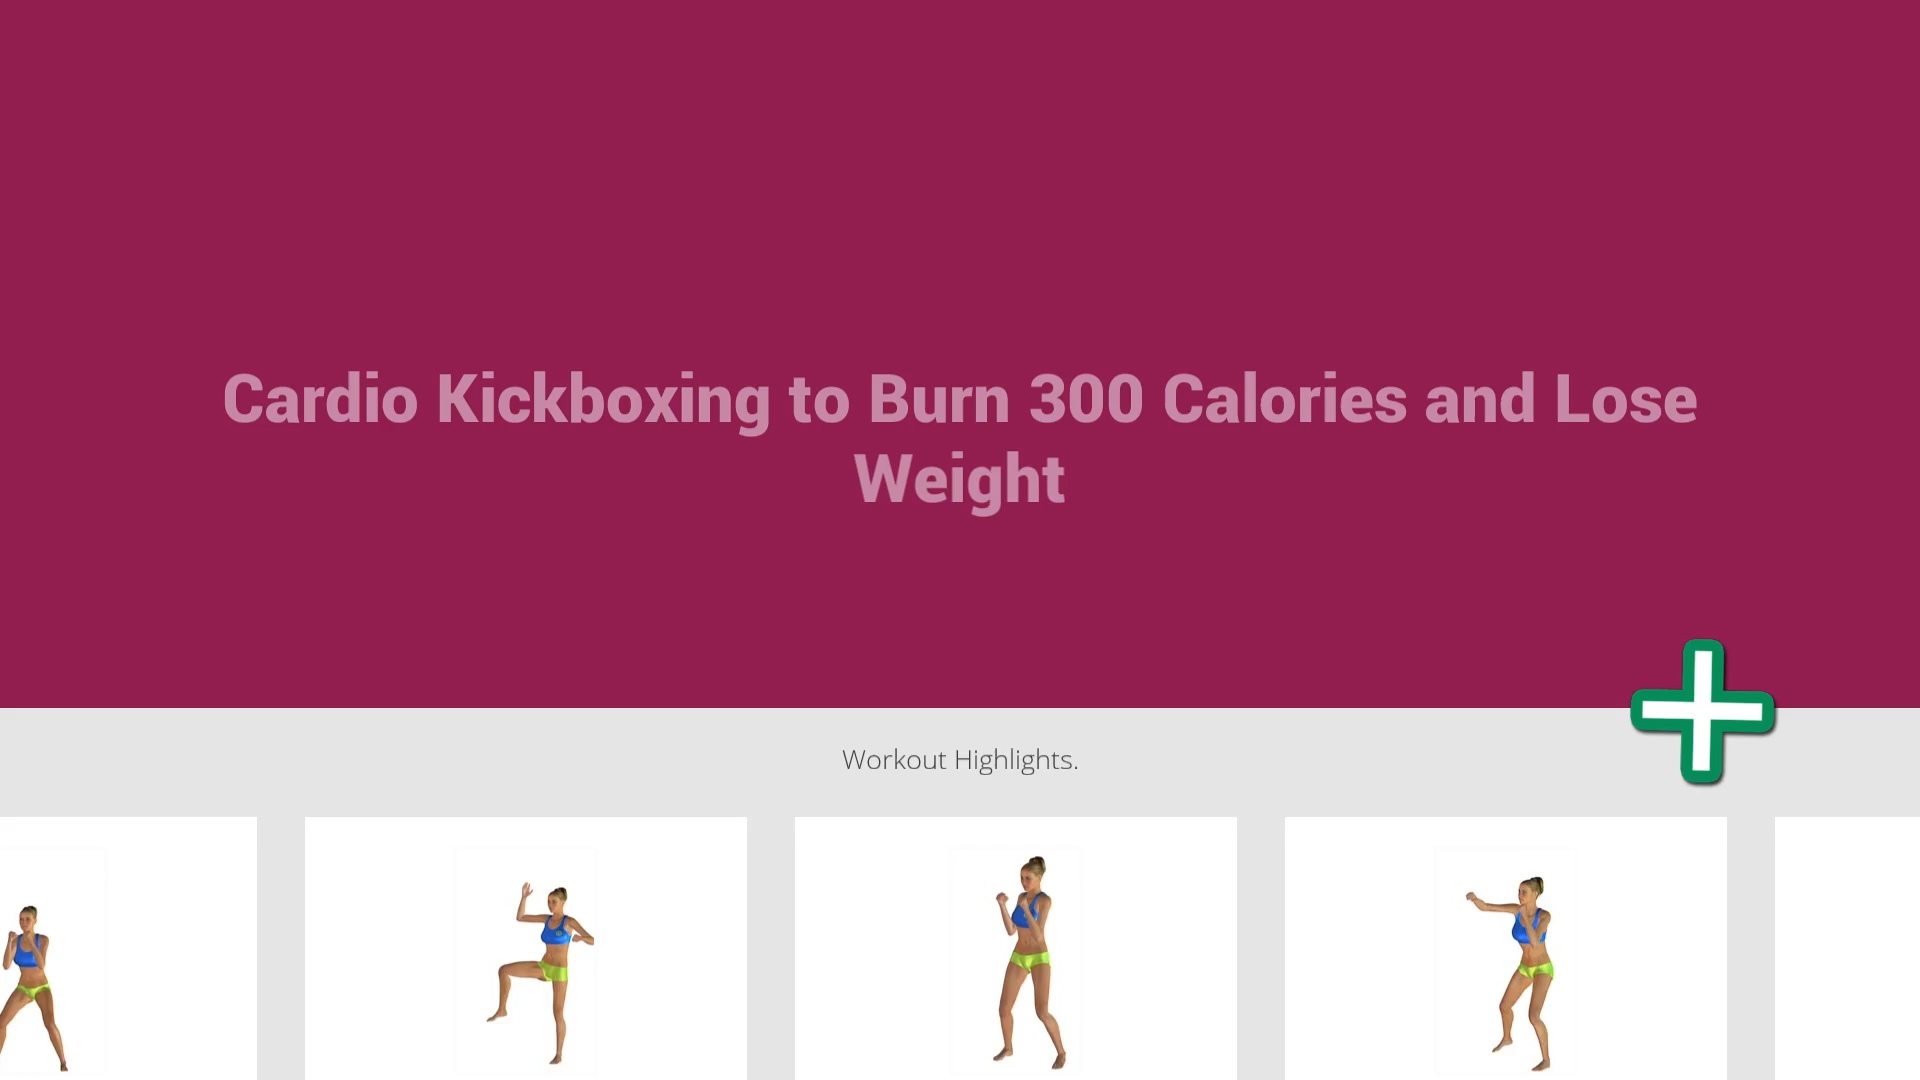 Cardio Kickboxing to Burn 300 Calories and Lose
Weight
Workout Highlights.